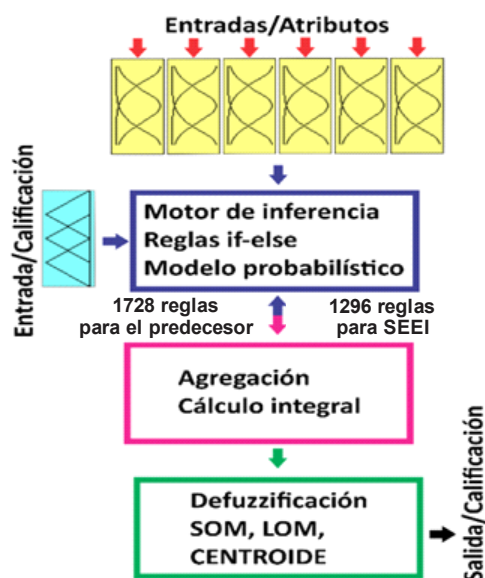 Entradas/Atributos
Entrada/Calificación
Motor de inferencia
Reglas if-else
Modelo probabilístico
1728 reglas
para el predecesor
1296 reglas
para SEEI
Agregación
Cálculo integral
Defuzzificación
SOM, LOM,
CENTROIDE
Salida/Calificación